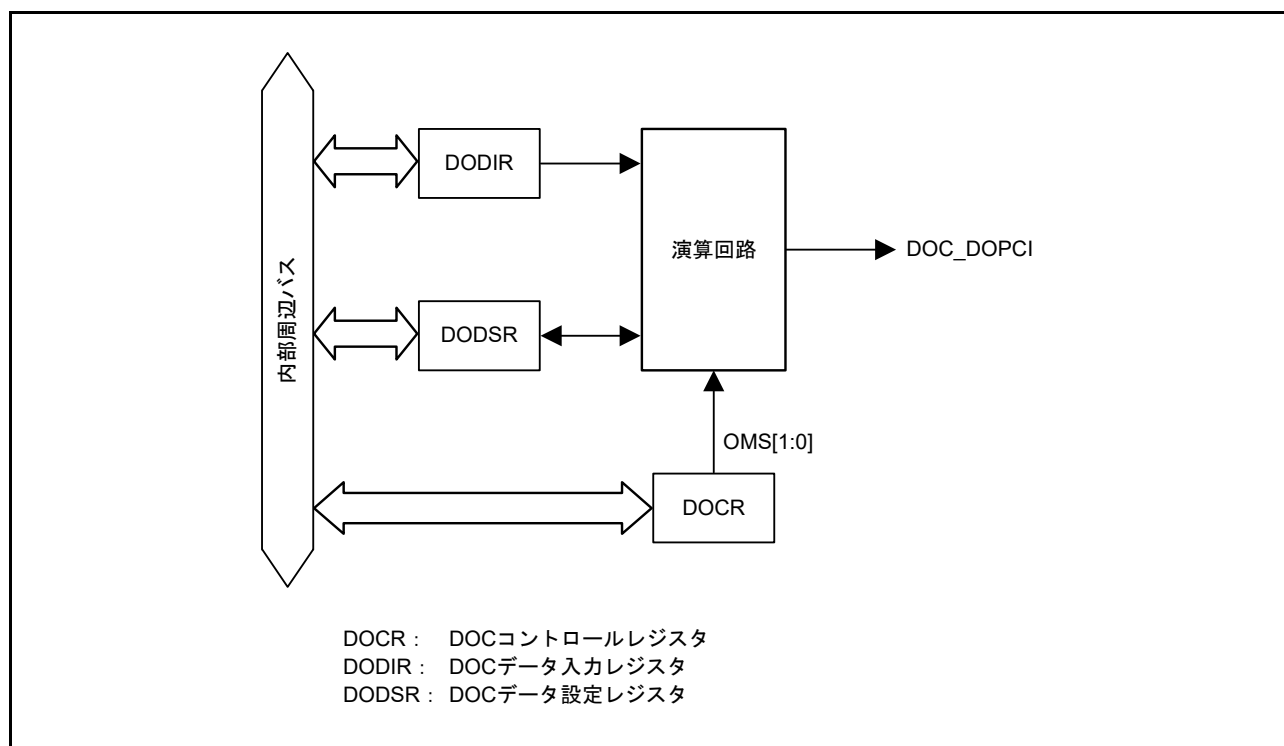 DODIR
演算回路
DOC_DOPCI
内部周辺バス
DODSR
OMS[1:0]
DOCR
DOCR： DOCコントロールレジスタ
DODIR： DOCデータ入力レジスタ
DODSR： DOCデータ設定レジスタ